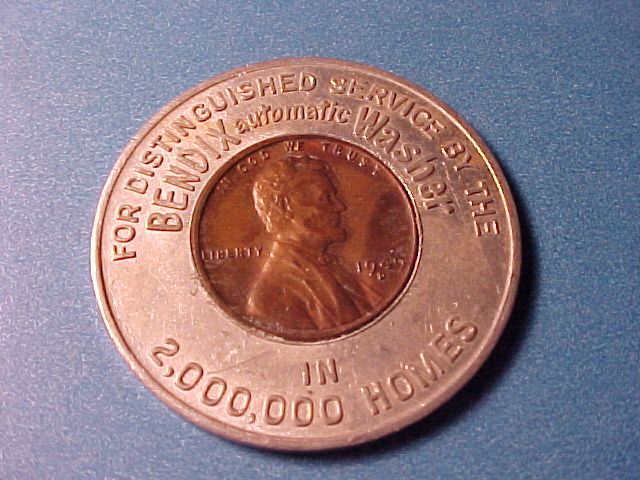 FOR DISTINGUISHED SERVICE BY THE
BENDIX automatic Washer
IN GOD WE TRUST
LIBERTY
IN
2,000,000 HOMES